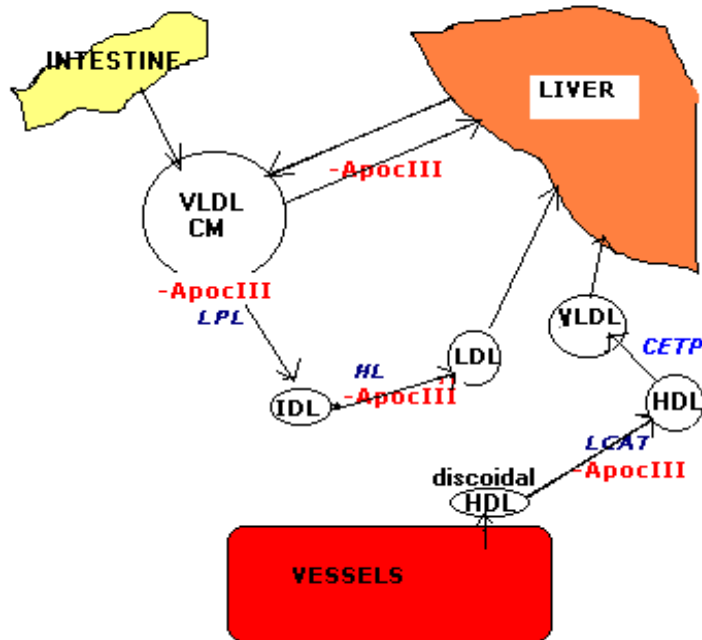 INTESTINE
LIVER
-ApocIII
VLDL
CM
-ApocIII
LPL
VLDL
LDL
CETP
HL
-ApocIII
IDL
HDL
LCAT
-ApocIII
discoidal
HDL
VESSELS